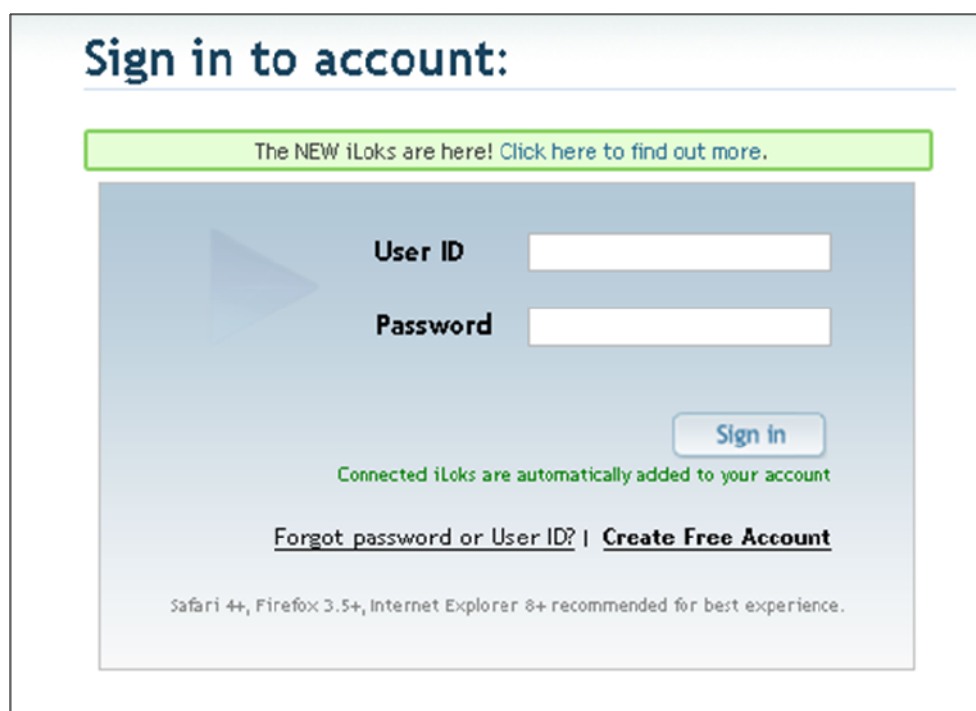 Sign in to account:
The NEW iLoks are here! Click here to find out more.
User ID
Password
Sign in
Connected iLoks are automatically added to your account
Forgot password or User ID? | Create Free Account
Safari 4+, Firefox 3.5+, Internet Explorer 8+ recommended for best experience.